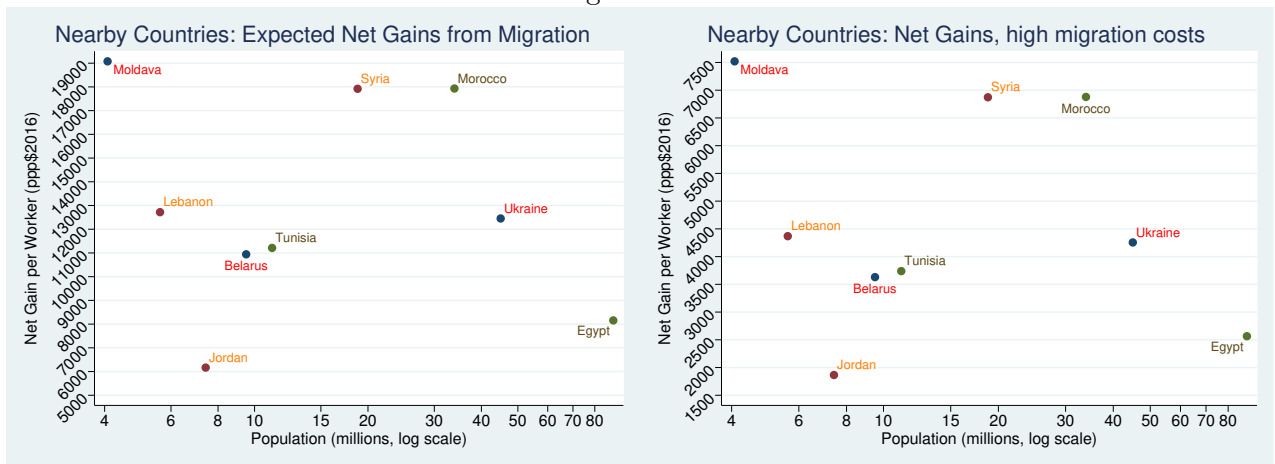 Nearby Countries: Expected Net Gains from Migration
Net Gain per Worker (ppp$2016)
19000
18000
17000
16000
15000
14000
13000
12000
11000
10000
9000
8000
7000
6000
5000
Moldava
Syria
Morocco
Lebanon
Ukraine
Tunisia
Belarus
Egypt
Jordan
4 6 8 10 15 20 30 40 50 60 70 80
Population (millions, log scale)
Nearby Countries: Net Gains, high migration costs
Net Gain per Worker (ppp$2016)
7500
7000
6500
6000
5500
5000
4500
4000
3500
3000
2500
2000
1500
Moldava
Syria
Morocco
Lebanon
Ukraine
Tunisia
Belarus
Egypt
Jordan
4 6 8 10 15 20 30 40 50 60 70 80
Population (millions, log scale)